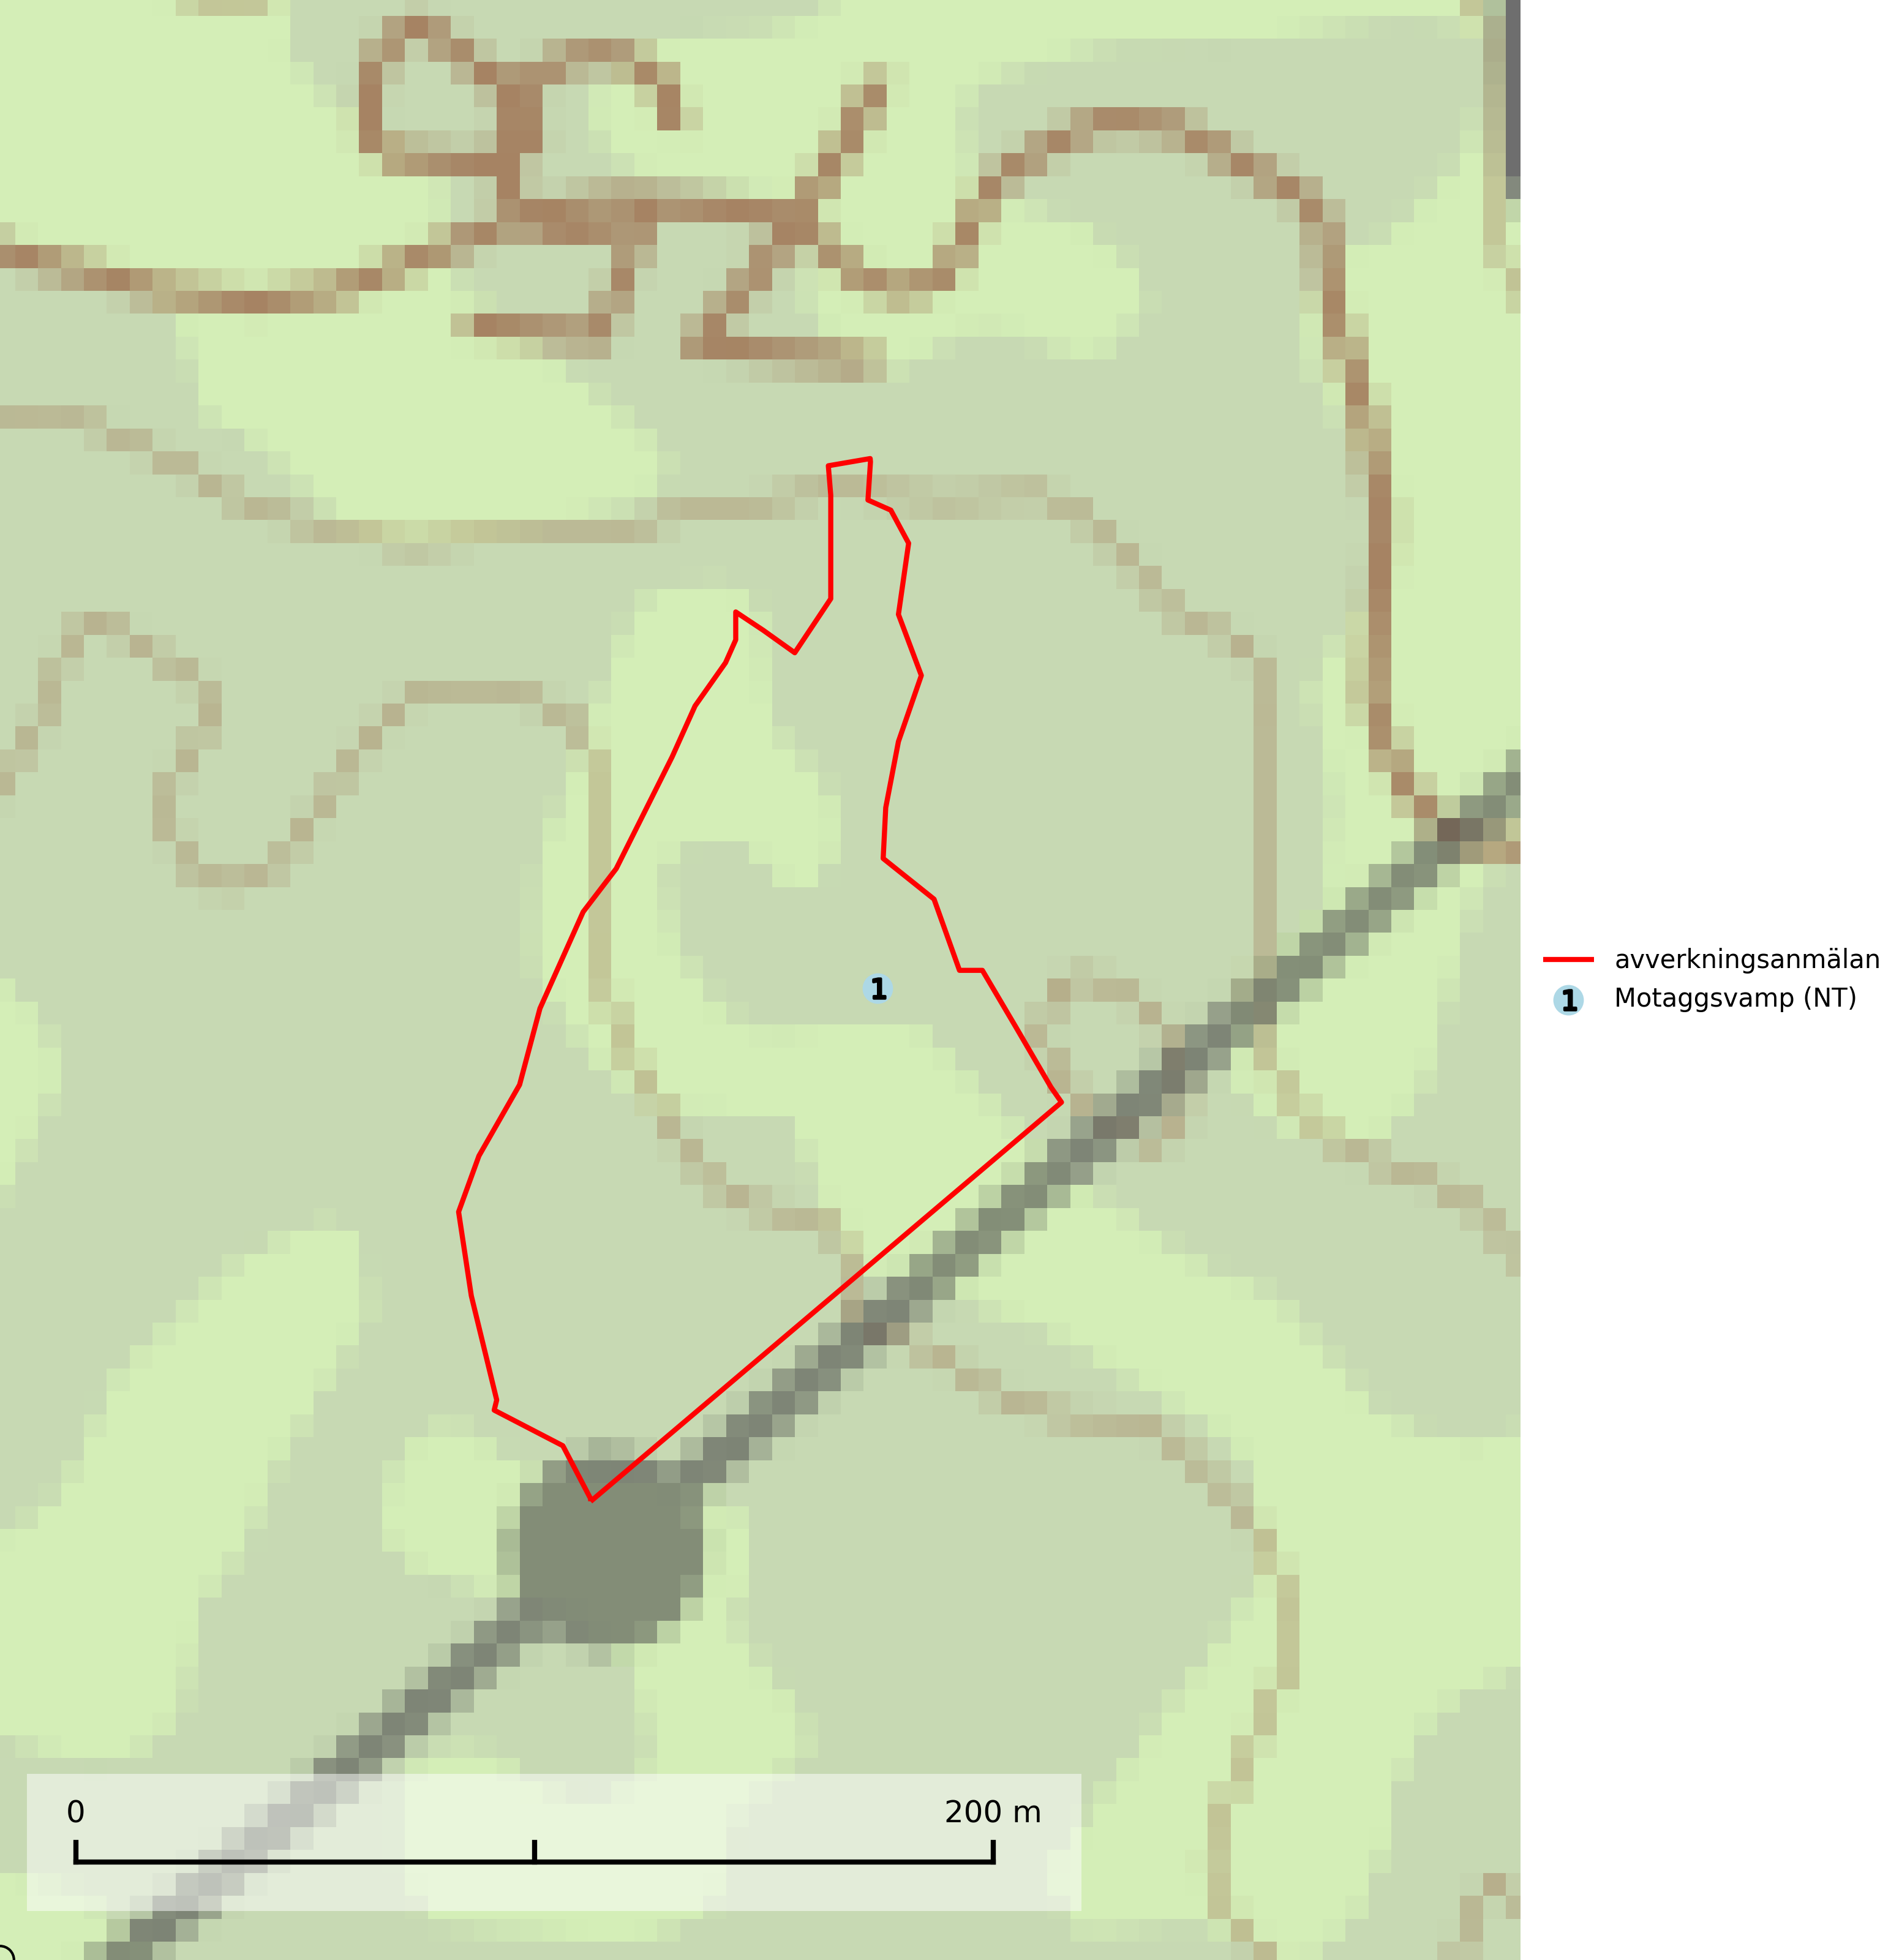 1
avverkningsanmälan
1 Motaggsvamp (NT)
0 200 m